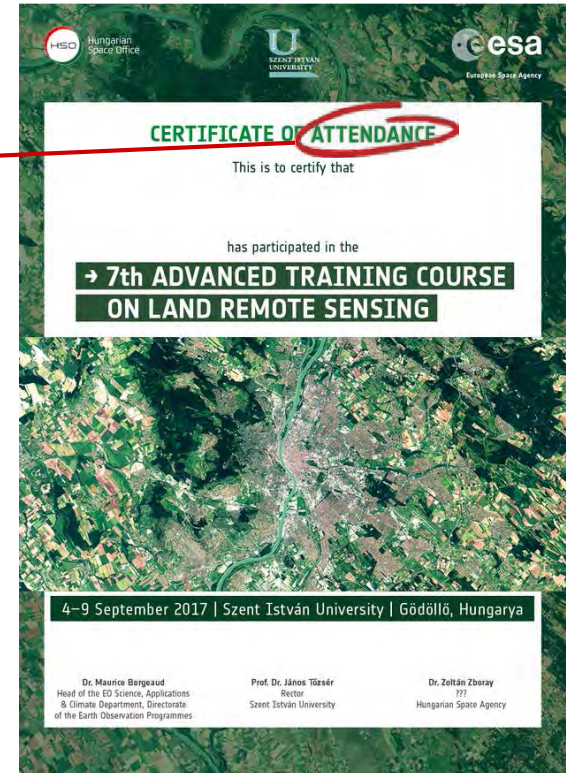 HSO
Hungarian
Space Office
U
SZENT ISTVÁN
UNIVERSITY
esa
European Space Agency
CERTIFICATE OF ATTENDANCE
This is to certify that
has participated in the
→ 7th ADVANCED TRAINING COURSE
ON LAND REMOTE SENSING
4–9 September 2017 | Szent István University | Gödöllő, Hungarya
Dr. Maurice Borgeaud
Head of the EO Science, Applications
& Climate Department, Directorate
of the Earth Observation Programmes
Prof. Dr. János Tőzsér
Rector
Szent István University
Dr. Zoltán Zboray
???
Hungarian Space Agency